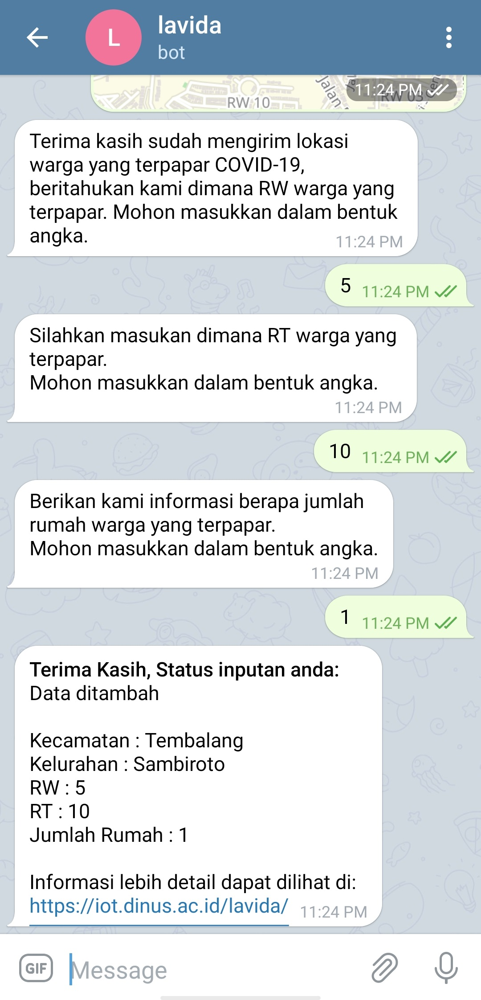 L
lavida
bot
RW 10
Jalan
11:24 PM
RW 03
Terima kasih sudah mengirim lokasi
warga yang terpapar COVID-19,
beritahukan kami dimana RW warga yang
terpapar. Mohon masukkan dalam bentuk
angka.
11:24 PM
5 11:24 PM
Silahkan masukan dimana RT warga yang
terpapar.
Mohon masukkan dalam bentuk angka.
11:24 PM
10 11:24 PM
Berikan kami informasi berapa jumlah
rumah warga yang terpapar.
Mohon masukkan dalam bentuk angka.
11:24 PM
1 11:24 PM
Terima Kasih, Status inputan anda:
Data ditambah
Kecamatan : Tembalang
Kelurahan : Sambiroto
RW : 5
RT : 10
Jumlah Rumah : 1
Informasi lebih detail dapat dilihat di:
https://iot.dinus.ac.id/lavida/ 11:24 PM
GIF
Message